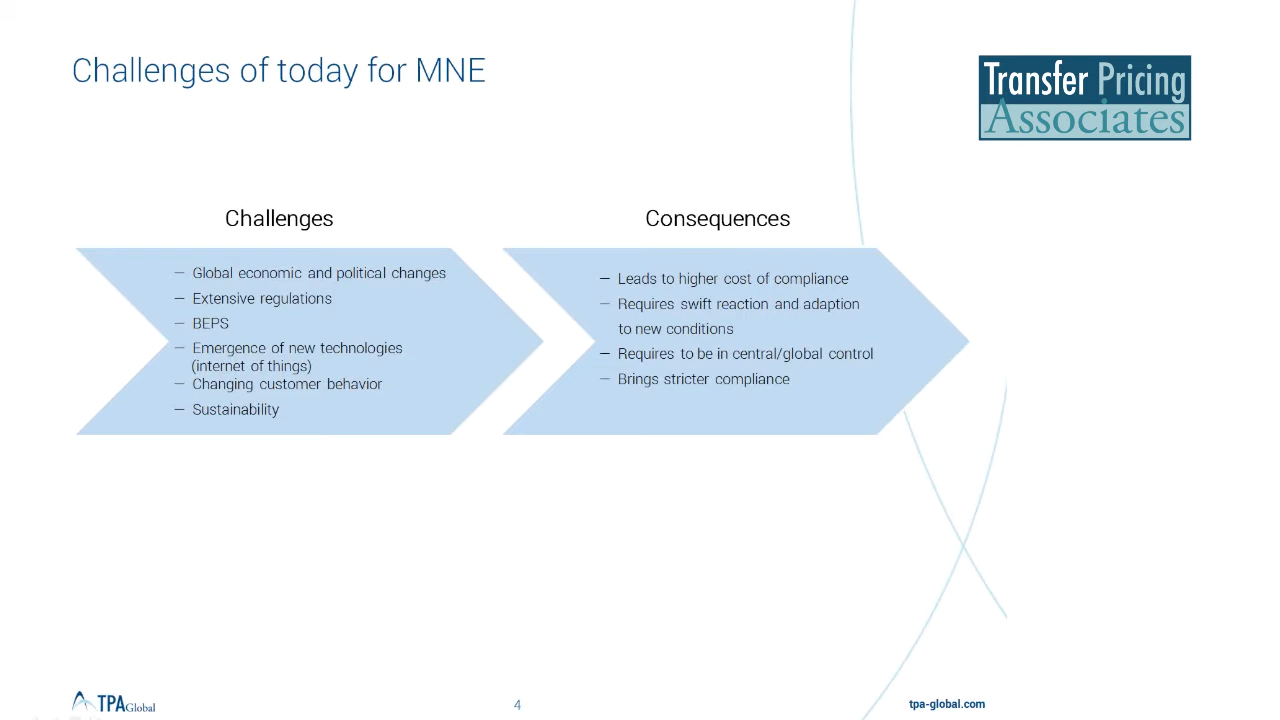 Challenges of today for MNE
Transfer Pricing
Associates
Challenges
— Global economic and political changes
— Extensive regulations
— BEPS
— Emergence of new technologies
(internet of things)
— Changing customer behavior
— Sustainability
Consequences
— Leads to higher cost of compliance
— Requires swift reaction and adaption
to new conditions
— Requires to be in central/global control
— Brings stricter compliance
TPA Global
4
tpa-global.com